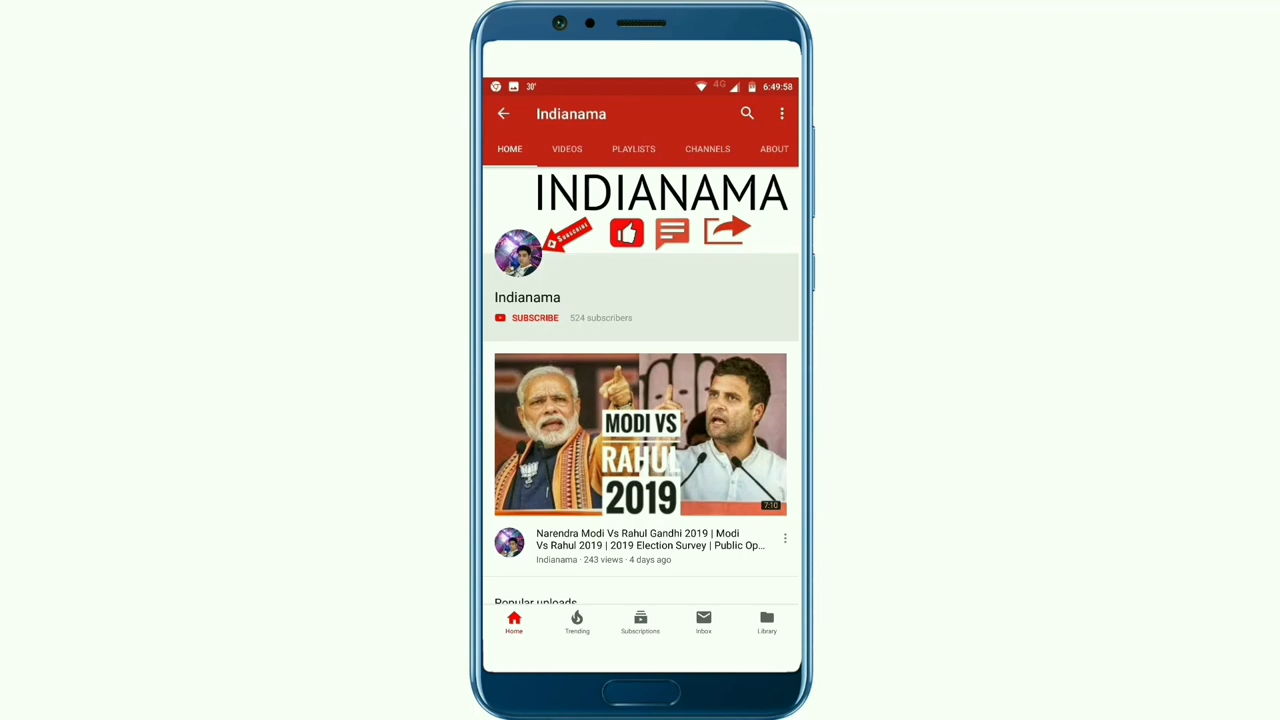 30° 4G 6:49:58
Indianama
HOME VIDEOS PLAYLISTS CHANNELS ABOUT
INDIANAMA
SUBSCRIBE
Indianama
SUBSCRIBE 524 subscribers
MODI VS
RAHUL
2019
7:10
Narendra Modi Vs Rahul Gandhi 2019 | Modi
Vs Rahul 2019 | 2019 Election Survey | Public Op...
Indianama · 243 views · 4 days ago
Popular uploads
Home Trending Subscriptions Inbox Library